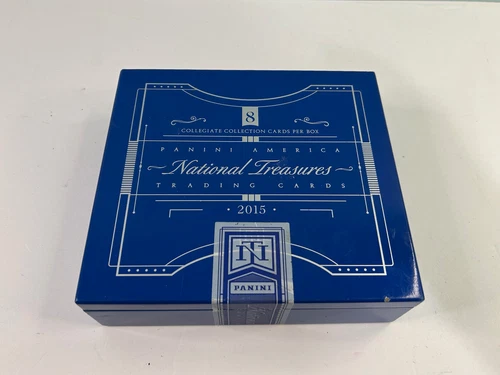 8
COLLEGIATE COLLECTION CARDS PER BOX
PANINI AMERICA
National Treasures
TRADING CARDS
2015
NT
PANINI